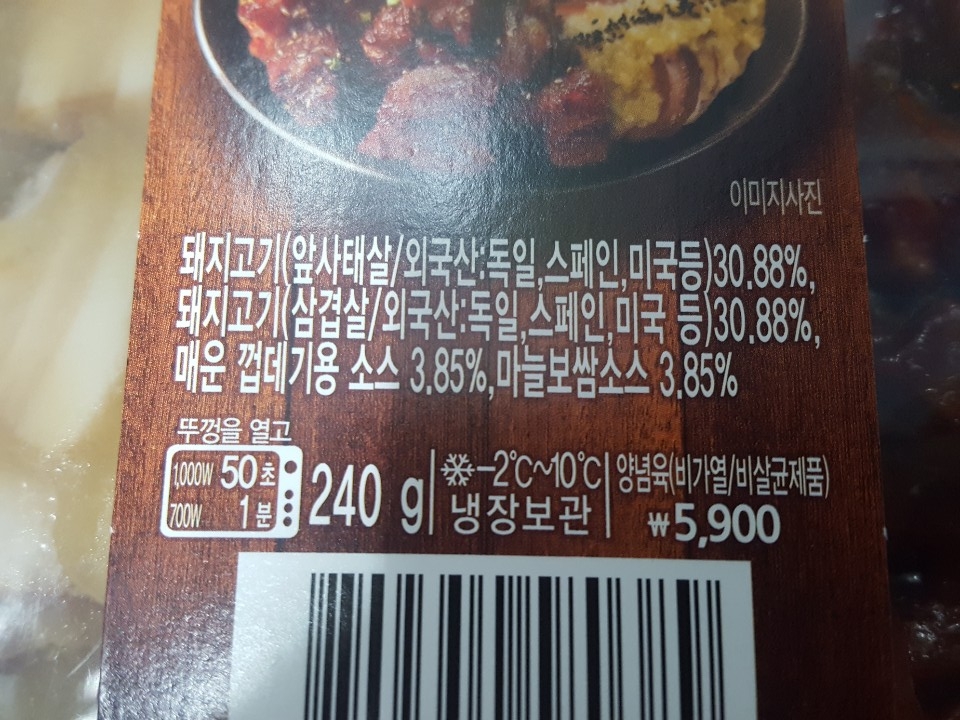 이미지사진
돼지고기(앞사태살/외국산:독일,스페인,미국등)30.88%,
돼지고기(삼겹살/외국산:독일,스페인,미국 등)30.88%,
매운 껍데기용 소스 3.85%,마늘보쌈소스 3.85%
뚜껑을 열고
1,000W 50초
700W 1분
240 g
-2℃~10℃
냉장보관
양념육(비가열/비살균제품)
₩5,900